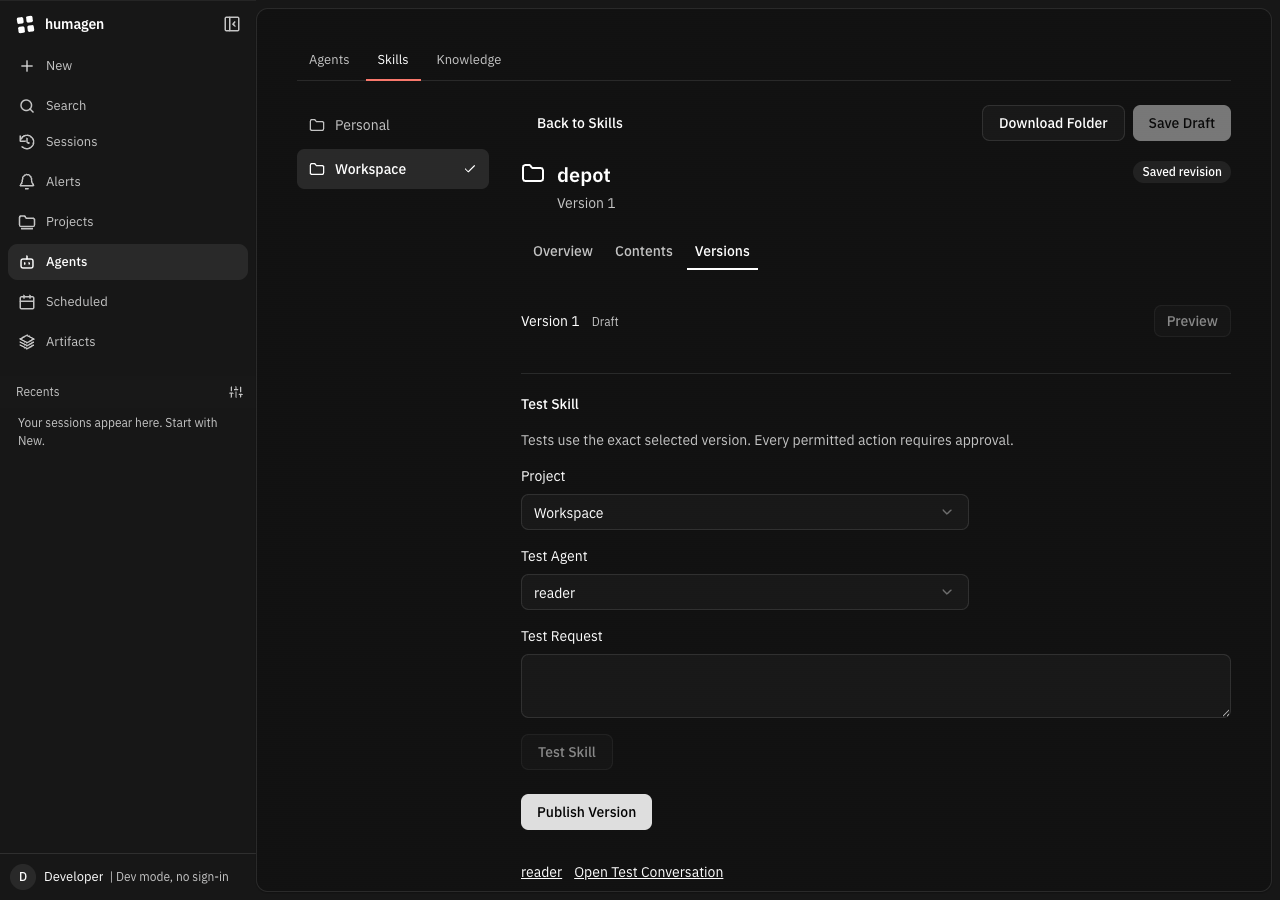 humagen
New
Search
Sessions
Alerts
Projects
Agents
Scheduled
Artifacts
Recents
Your sessions appear here. Start with
New.
D Developer | Dev mode, no sign-in
Agents Skills Knowledge
Personal
Workspace
Back to Skills
Download Folder
Save Draft
depot
Saved revision
Version 1
Overview Contents Versions
Version 1 Draft
Preview
Test Skill
Tests use the exact selected version. Every permitted action requires approval.
Project
Workspace
Test Agent
reader
Test Request
Test Skill
Publish Version
reader Open Test Conversation